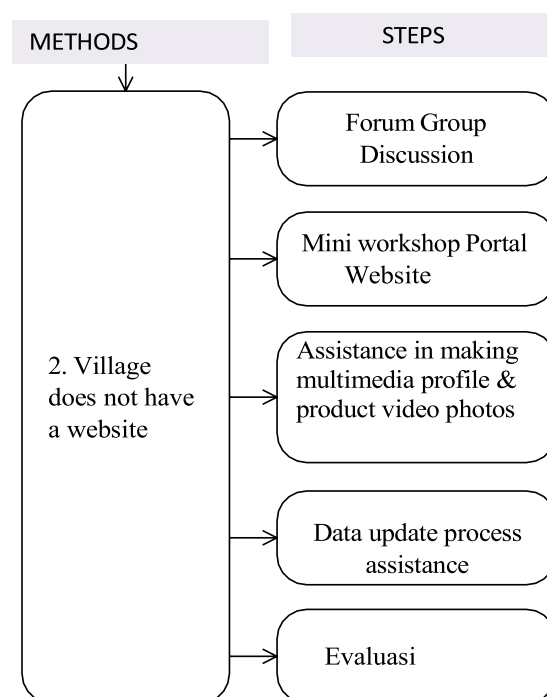 METHODS
STEPS
2. Village
does not have
a website
Forum Group
Discussion
Mini workshop Portal
Website
Assistance in making
multimedia profile &
product video photos
Data update process
assistance
Evaluasi